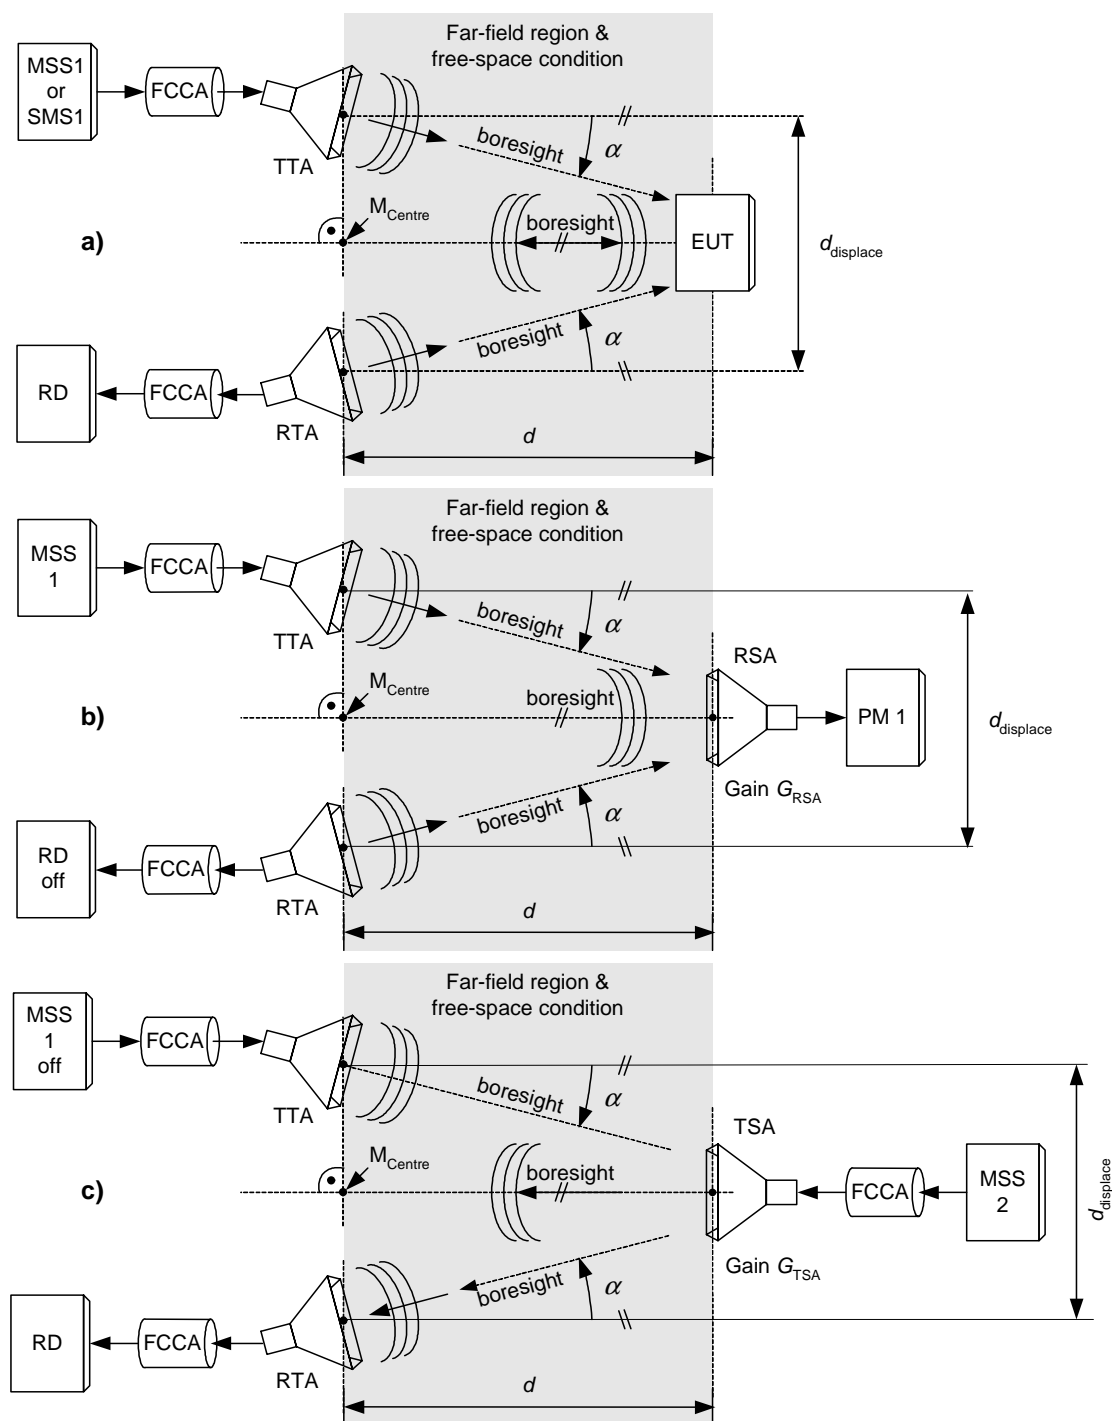 Far-field region &
free-space condition
MSS1
or
SMS1
FCCA
TTA
boresight
α
M_Centre
a)
boresight
EUT
d_displace
boresight
α
RD
FCCA
RTA
d
Far-field region &
free-space condition
MSS
1
FCCA
TTA
boresight
α
RSA
M_Centre
b)
boresight
PM 1
d_displace
Gain G_RSA
boresight
α
RD
off
FCCA
RTA
d
Far-field region &
free-space condition
MSS
1
off
FCCA
TTA
boresight
α
TSA
M_Centre
c)
boresight
FCCA
MSS
2
d_displace
Gain G_TSA
boresight
α
RD
FCCA
RTA
d